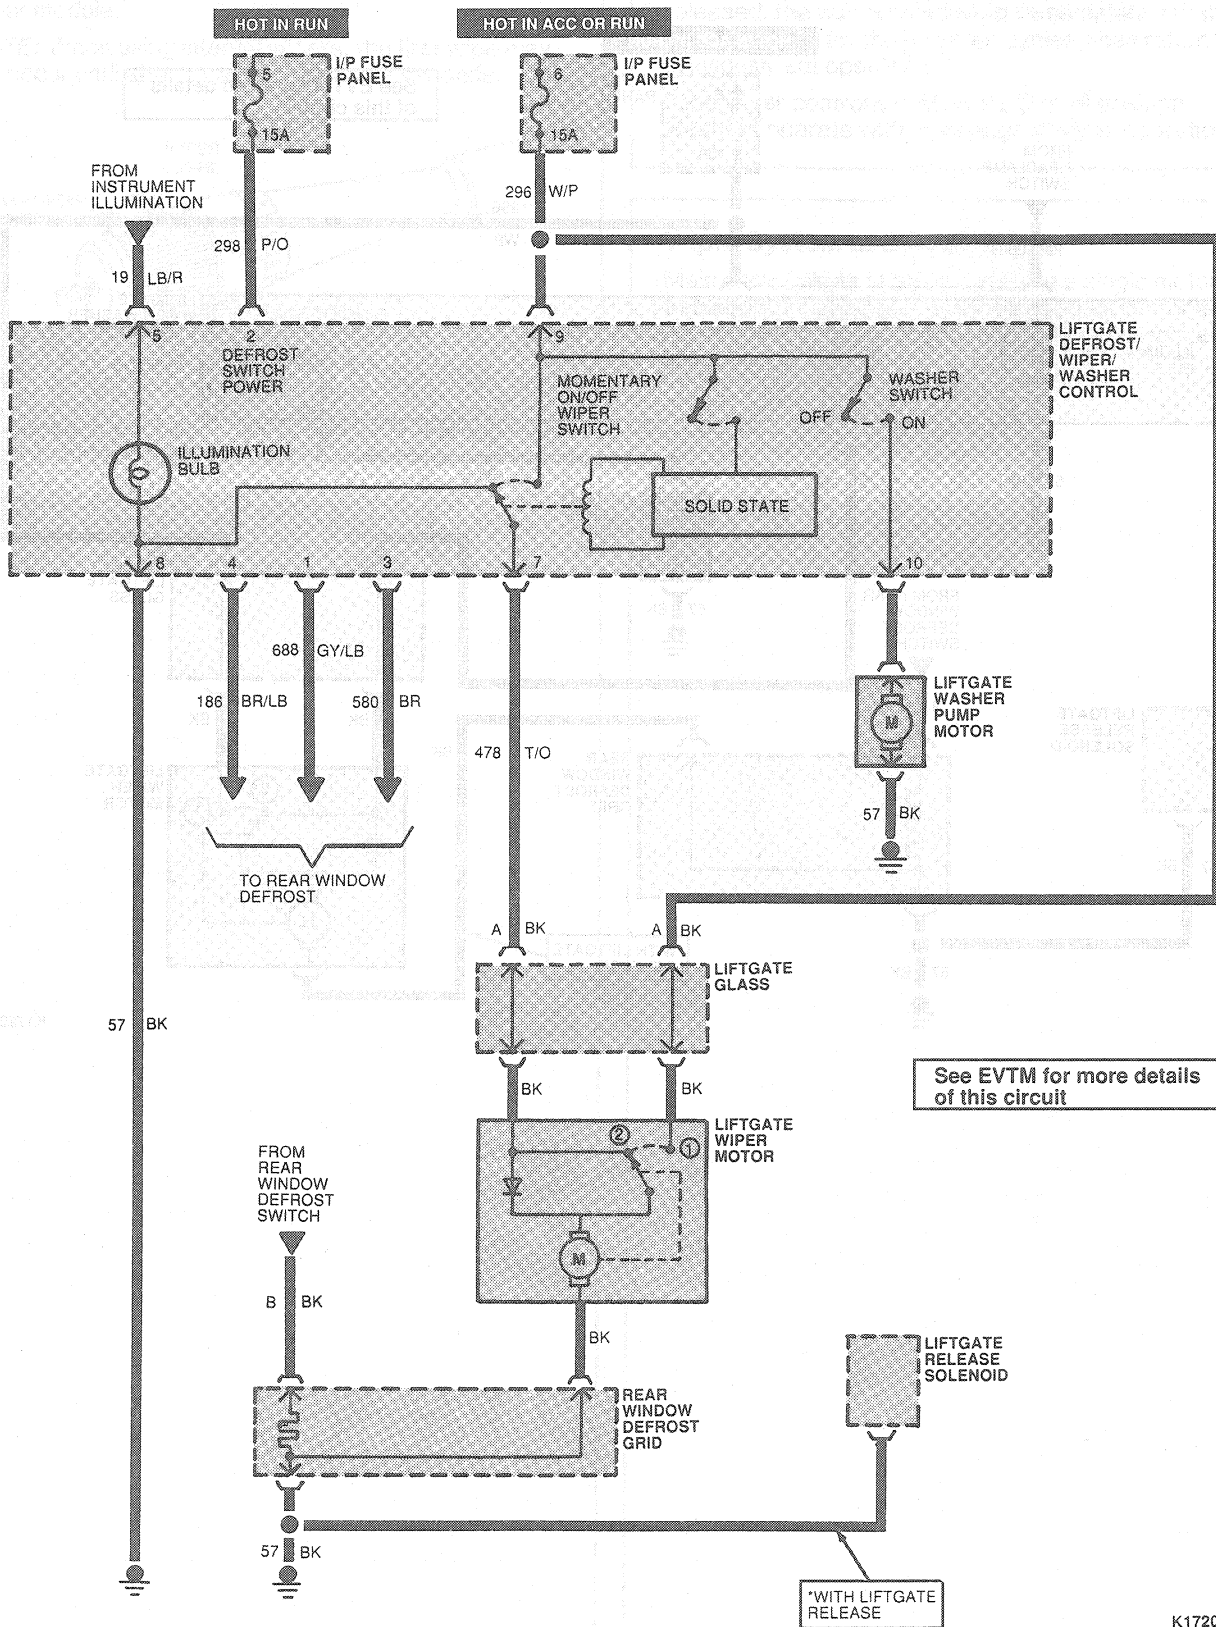 HOT IN RUN
HOT IN ACC OR RUN
5
I/P FUSE
PANEL
15A
6
I/P FUSE
PANEL
15A
FROM
INSTRUMENT
ILLUMINATION
296 W/P
298 P/O
19 LB/R
5
2
9
DEFROST
SWITCH
POWER
LIFTGATE
DEFROST/
WIPER/
WASHER
CONTROL
MOMENTARY
ON/OFF
WIPER
SWITCH
WASHER
SWITCH
OFF
ON
ILLUMINATION
BULB
SOLID STATE
8
4
1
3
7
10
688 GY/LB
186 BR/LB
580 BR
478 T/O
LIFTGATE
WASHER
PUMP
MOTOR
M
57 BK
TO REAR WINDOW
DEFROST
A BK
A BK
LIFTGATE
GLASS
57 BK
BK
BK
See EVTM for more details
of this circuit
LIFTGATE
WIPER
MOTOR
2
1
M
FROM
REAR
WINDOW
DEFROST
SWITCH
B BK
BK
LIFTGATE
RELEASE
SOLENOID
REAR
WINDOW
DEFROST
GRID
57 BK
*WITH LIFTGATE
RELEASE
K1720